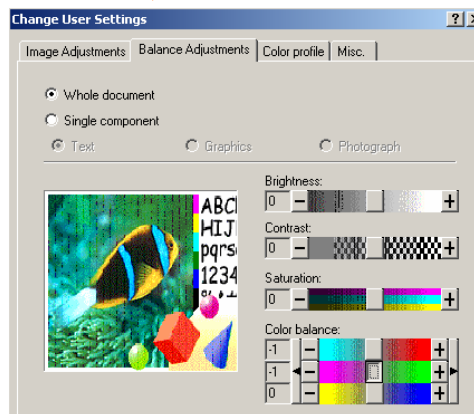 Change User Settings
Image Adjustments Balance Adjustments Color profile Misc.
Whole document
Single component
Text Graphics Photograph
Brightness:
0
Contrast:
0
Saturation:
0
Color balance:
-1
-1
0
ABC
HIJ
pqrs
1234